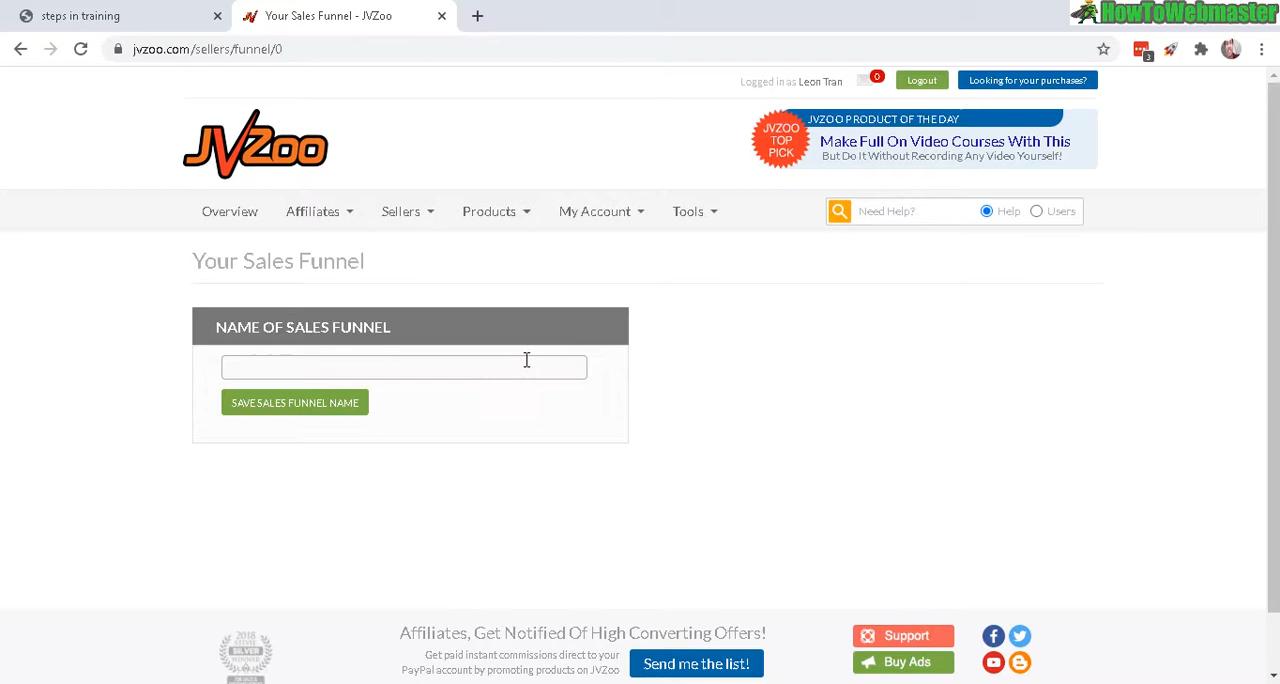 steps in training
Your Sales Funnel - JVZoo
HowToWebmaster
jvzoo.com/sellers/funnel/0
3
Logged in as Leon Tran
0
Logout
Looking for your purchases?
JVZoo
JVZOO TOP PICK
JVZOO PRODUCT OF THE DAY
Make Full On Video Courses With This
But Do It Without Recording Any Video Yourself!
Overview
Affiliates
Sellers
Products
My Account
Tools
Need Help?
Help
Users
Your Sales Funnel
NAME OF SALES FUNNEL
SAVE SALES FUNNEL NAME
2018
SILVER
WINNER
Affiliates, Get Notified Of High Converting Offers!
Get paid instant commissions direct to your
PayPal account by promoting products on JVZoo
Send me the list!
Support
Buy Ads